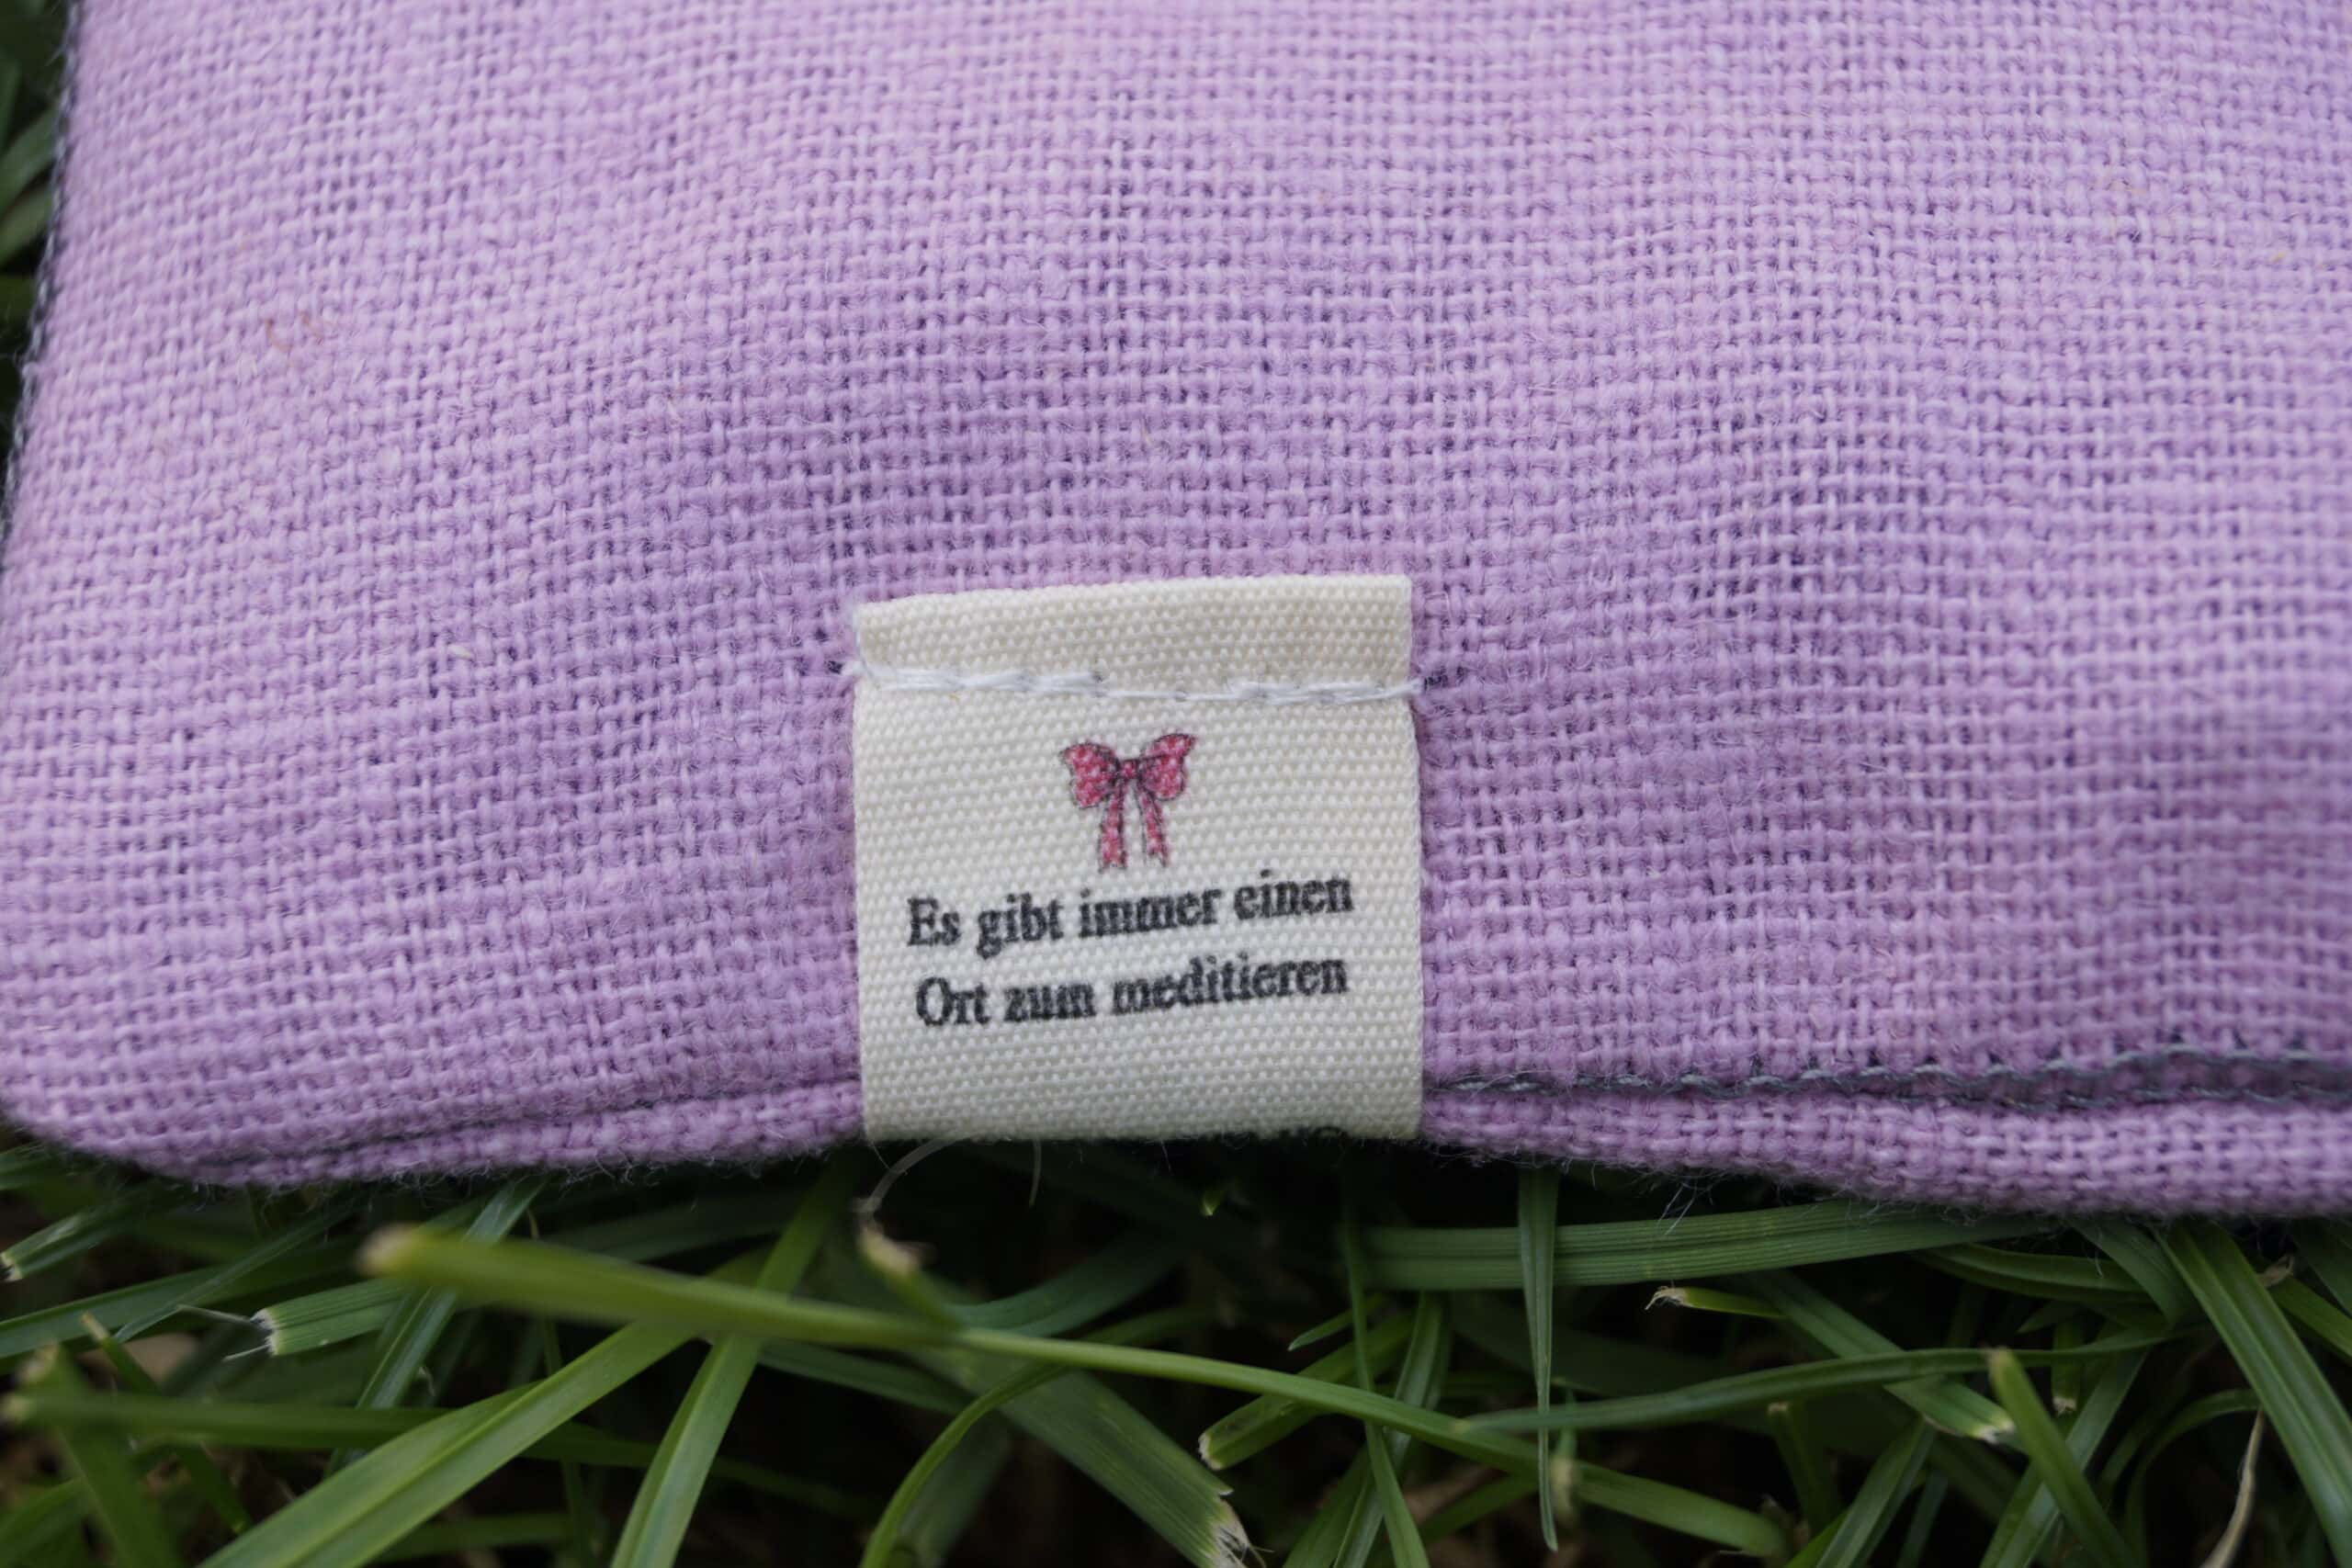 Es gibt immer einen
Ort zum meditieren